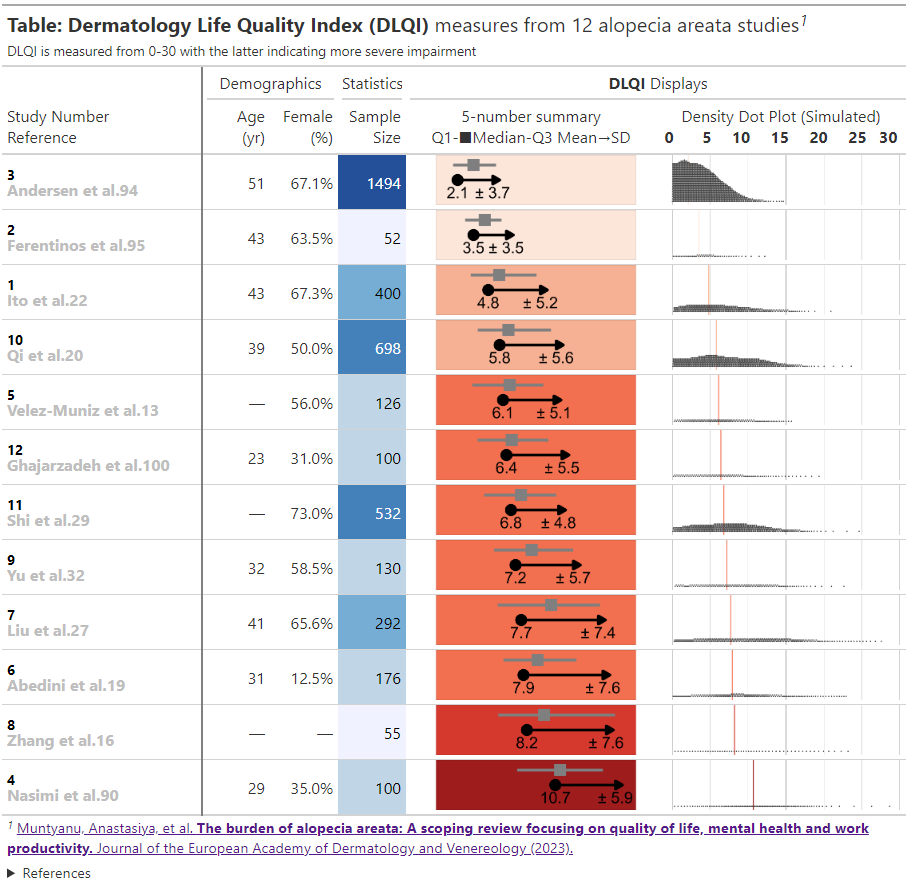 Table: Dermatology Life Quality Index (DLQI) measures from 12 alopecia areata studies1
DLQI is measured from 0-30 with the latter indicating more severe impairment
Demographics Statistics DLQI Displays
Study Number
Reference
Age
(yr)
Female
(%)
Sample
Size
5-number summary
Q1-■Median-Q3 Mean→SD
Density Dot Plot (Simulated)
0 5 10 15 20 25 30
3
Andersen et al.94
51 67.1% 1494
2.1 ± 3.7
2
Ferentinos et al.95
43 63.5% 52
3.5 ± 3.5
1
Ito et al.22
43 67.3% 400
4.8 ± 5.2
10
Qi et al.20
39 50.0% 698
5.8 ± 5.6
5
Velez-Muniz et al.13
— 56.0% 126
6.1 ± 5.1
12
Ghajarzadeh et al.100
23 31.0% 100
6.4 ± 5.5
11
Shi et al.29
— 73.0% 532
6.8 ± 4.8
9
Yu et al.32
32 58.5% 130
7.2 ± 5.7
7
Liu et al.27
41 65.6% 292
7.7 ± 7.4
6
Abedini et al.19
31 12.5% 176
7.9 ± 7.6
8
Zhang et al.16
— — 55
8.2 ± 7.6
4
Nasimi et al.90
29 35.0% 100
10.7 ± 5.9
1 Muntyanu, Anastasiya, et al. The burden of alopecia areata: A scoping review focusing on quality of life, mental health and work
productivity. Journal of the European Academy of Dermatology and Venereology (2023).
▶ References